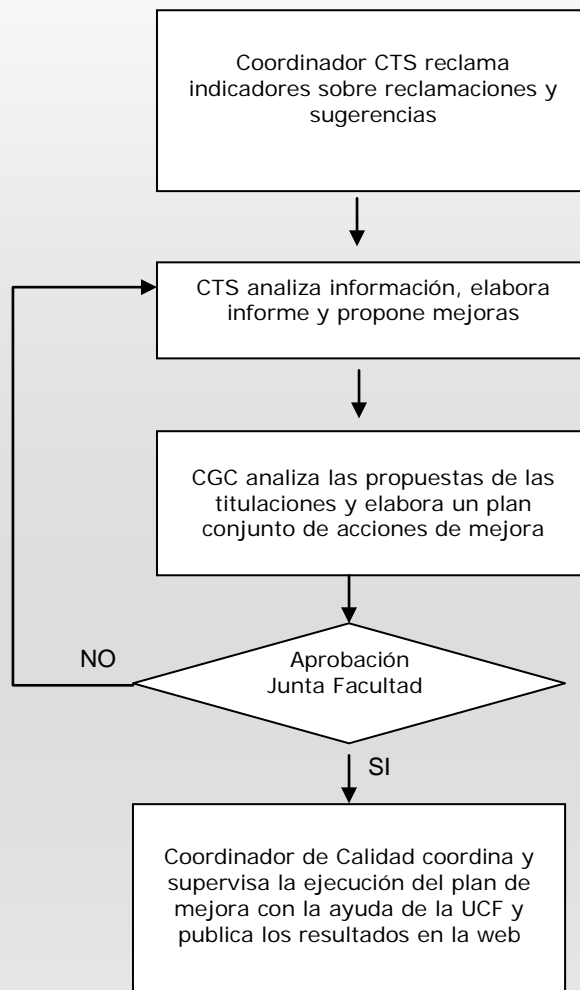 Coordinador CTS reclama
indicadores sobre reclamaciones y
sugerencias
CTS analiza información, elabora
informe y propone mejoras
CGC analiza las propuestas de las
titulaciones y elabora un plan
conjunto de acciones de mejora
NO
Aprobación
Junta Facultad
SI
Coordinador de Calidad coordina y
supervisa la ejecución del plan de
mejora con la ayuda de la UCF y
publica los resultados en la web